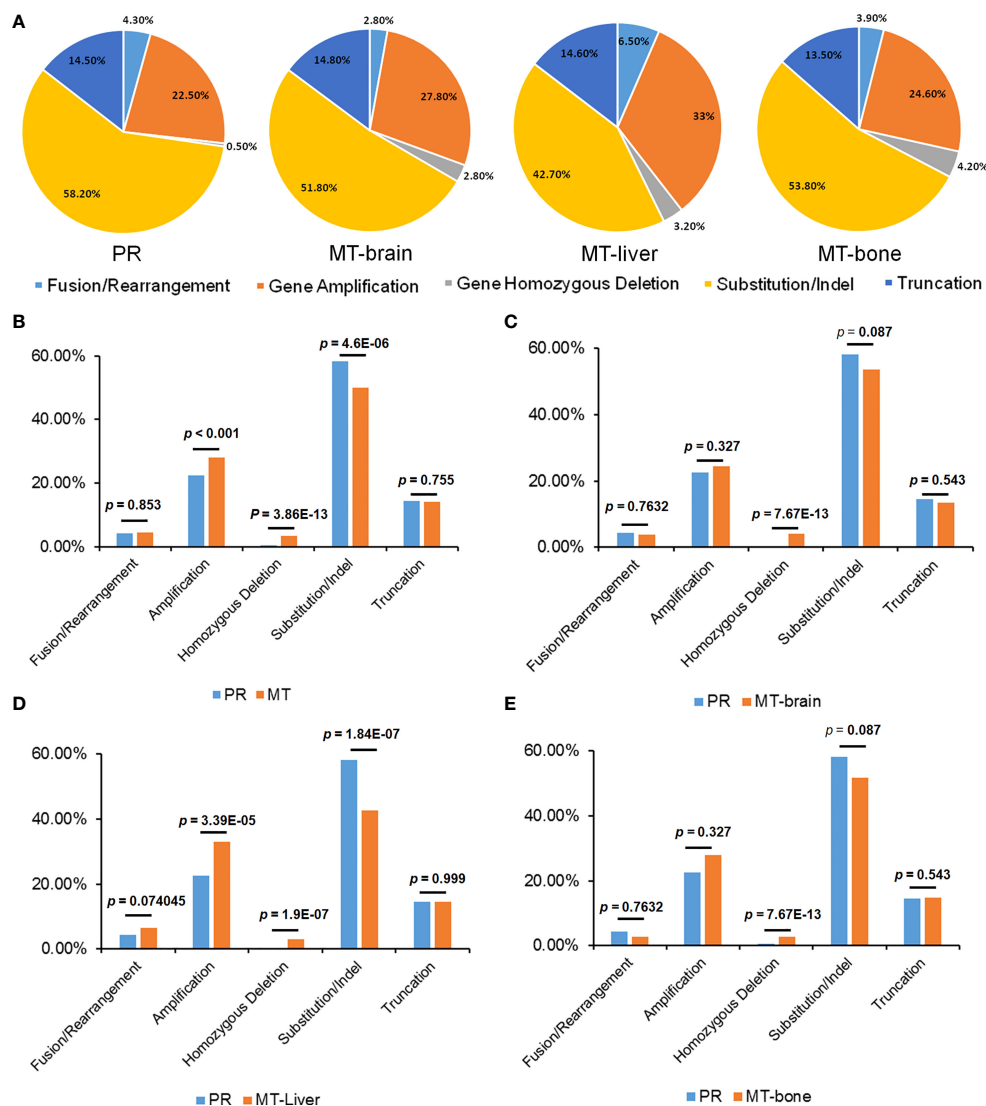 A
4.30%
22.50%
0.50%
58.20%
14.50%
PR
2.80%
27.80%
2.80%
51.80%
14.80%
MT-brain
6.50%
33%
3.20%
42.70%
14.60%
MT-liver
3.90%
24.60%
4.20%
53.80%
13.50%
MT-bone
Fusion/Rearrangement
Gene Amplification
Gene Homozygous Deletion
Substitution/Indel
Truncation
B
60.00%
40.00%
20.00%
0.00%
p = 0.853
p < 0.001
P = 3.86E-13
p = 4.6E-06
p = 0.755
Fusion/Rearrangement
Amplification
Homozygous Deletion
Substitution/Indel
Truncation
PR
MT
C
60.00%
40.00%
20.00%
0.00%
p = 0.7632
p = 0.327
p = 7.67E-13
p = 0.087
p = 0.543
Fusion/Rearrangement
Amplification
Homozygous Deletion
Substitution/Indel
Truncation
PR
MT-brain
D
60.00%
40.00%
20.00%
0.00%
p = 0.074045
p = 3.39E-05
p = 1.9E-07
p = 1.84E-07
p = 0.999
Fusion/Rearrangement
Amplification
Homozygous Deletion
Substitution/Indel
Truncation
PR
MT-Liver
E
60.00%
40.00%
20.00%
0.00%
p = 0.7632
p = 0.327
p = 7.67E-13
p = 0.087
p = 0.543
Fusion/Rearrangement
Amplification
Homozygous Deletion
Substitution/Indel
Truncation
PR
MT-bone